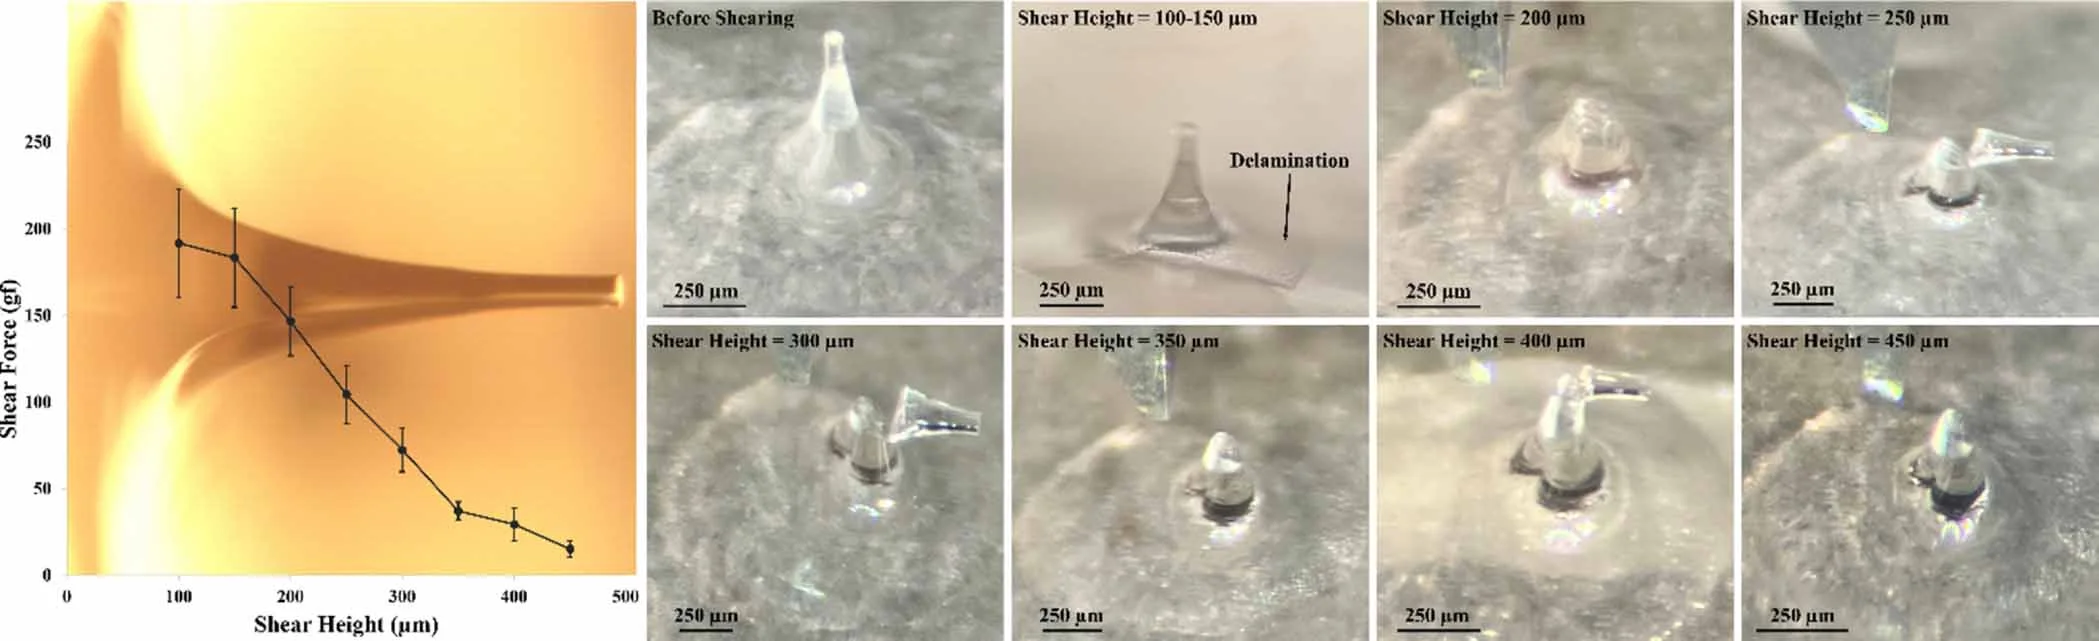 Shear Force (gf)
250
200
150
100
50
0
0 100 200 300 400 500
Shear Height (µm)
Before Shearing
250 µm
Shear Height = 100-150 µm
Delamination
250 µm
Shear Height = 200 µm
250 µm
Shear Height = 250 µm
250 µm
Shear Height = 300 µm
250 µm
Shear Height = 350 µm
250 µm
Shear Height = 400 µm
250 µm
Shear Height = 450 µm
250 µm